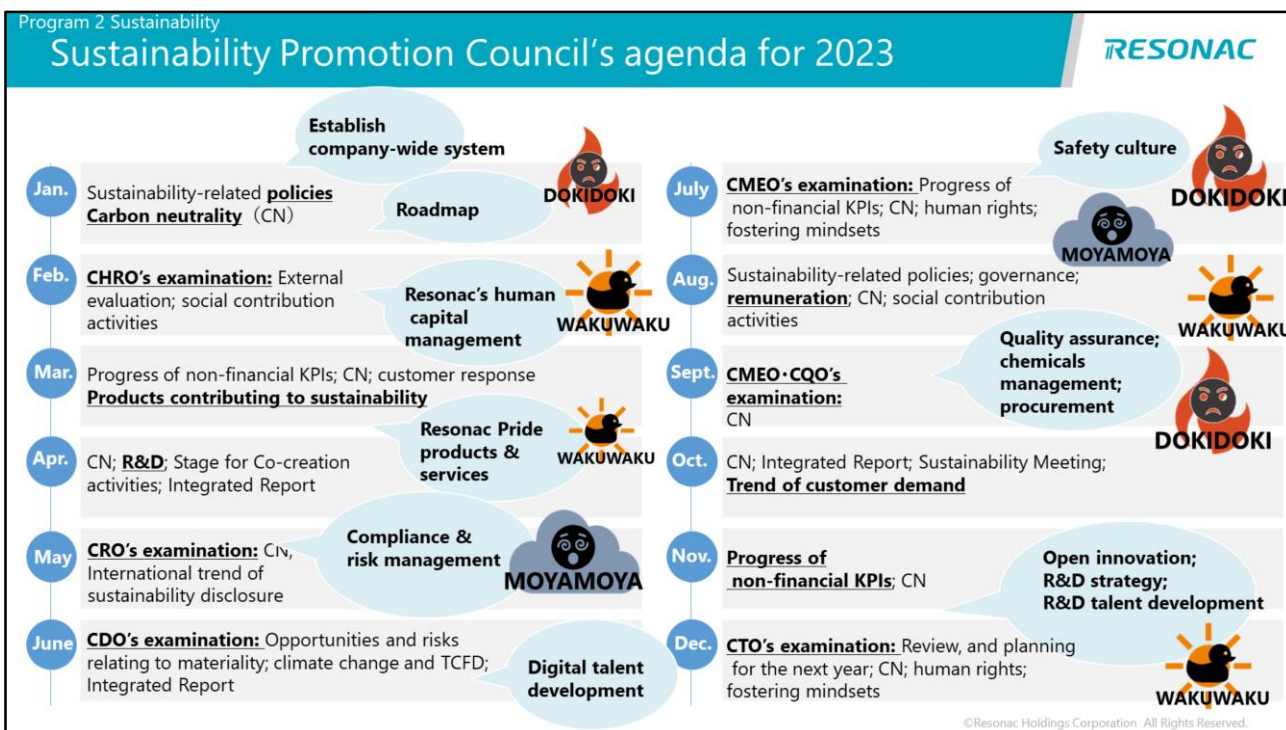 Program 2 Sustainability
Sustainability Promotion Council's agenda for 2023
RESONAC
Establish
company-wide system
Jan.
Sustainability-related policies
Carbon neutrality（CN）
Roadmap
DOKIDOKI
Feb.
CHRO's examination: External
evaluation; social contribution
activities
Resonac's human
capital
management
WAKUWAKU
Mar.
Progress of non-financial KPIs; CN; customer response
Products contributing to sustainability
Resonac Pride
products &
services
WAKUWAKU
Apr.
CN; R&D; Stage for Co-creation
activities; Integrated Report
May
CRO's examination: CN,
International trend of
sustainability disclosure
Compliance &
risk management
MOYAMOYA
June
CDO's examination: Opportunities and risks
relating to materiality; climate change and TCFD;
Integrated Report
Digital talent
development
Safety culture
July
CMEO's examination: Progress of
non-financial KPIs; CN; human rights;
fostering mindsets
DOKIDOKI
MOYAMOYA
Aug.
Sustainability-related policies; governance;
remuneration; CN; social contribution
activities
WAKUWAKU
Quality assurance;
chemicals
management;
procurement
Sept.
CMEO･CQO's
examination:
CN
DOKIDOKI
Oct.
CN; Integrated Report; Sustainability Meeting;
Trend of customer demand
Nov.
Progress of
non-financial KPIs; CN
Open innovation;
R&D strategy;
R&D talent development
Dec.
CTO's examination: Review, and planning
for the next year; CN; human rights;
fostering mindsets
WAKUWAKU
©Resonac Holdings Corporation All Rights Reserved.